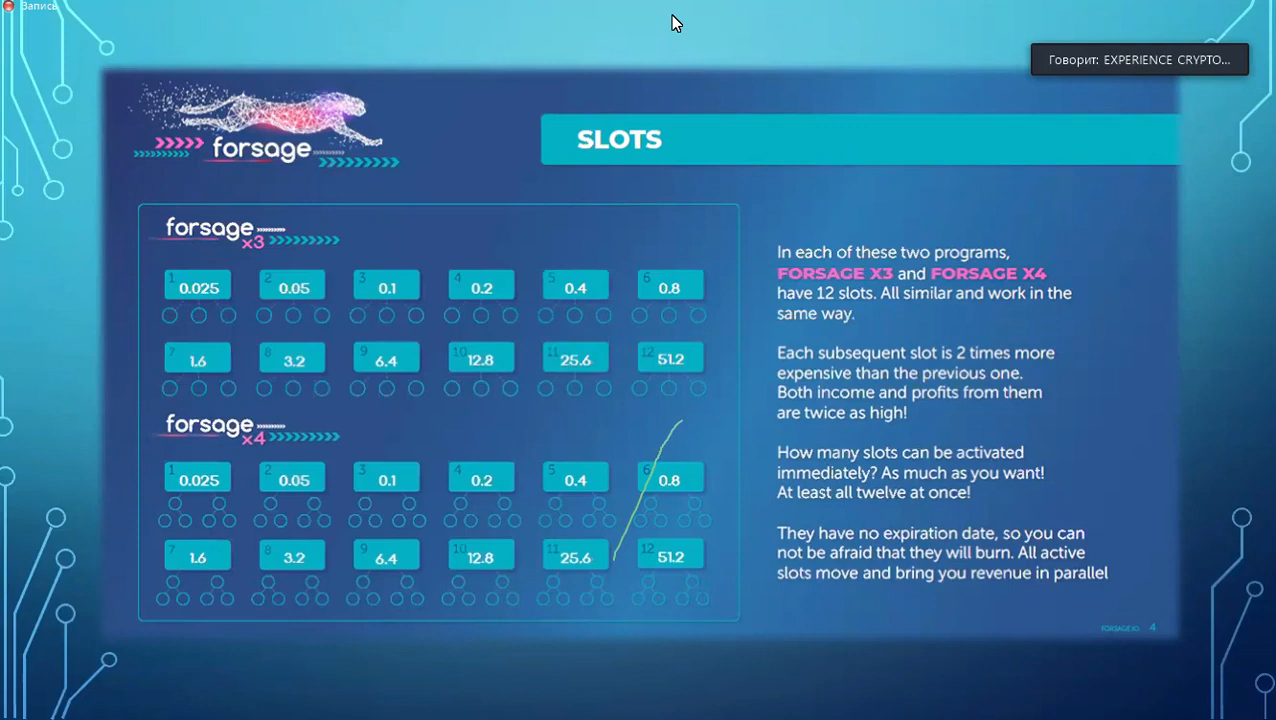 Запись
Говорит: EXPERIENCE CRYPTO...
forsage
SLOTS
forsage
x3
1 0.025
2 0.05
3 0.1
4 0.2
5 0.4
6 0.8
7 1.6
8 3.2
9 6.4
10 12.8
11 25.6
12 51.2
forsage
x4
1 0.025
2 0.05
3 0.1
4 0.2
5 0.4
6 0.8
7 1.6
8 3.2
9 6.4
10 12.8
11 25.6
12 51.2
In each of these two programs,
FORSAGE X3 and FORSAGE X4
have 12 slots. All similar and work in the
same way.
Each subsequent slot is 2 times more
expensive than the previous one.
Both income and profits from them
are twice as high!
How many slots can be activated
immediately? As much as you want!
At least all twelve at once!
They have no expiration date, so you can
not be afraid that they will burn. All active
slots move and bring you revenue in parallel
FORSAGE.IO 4